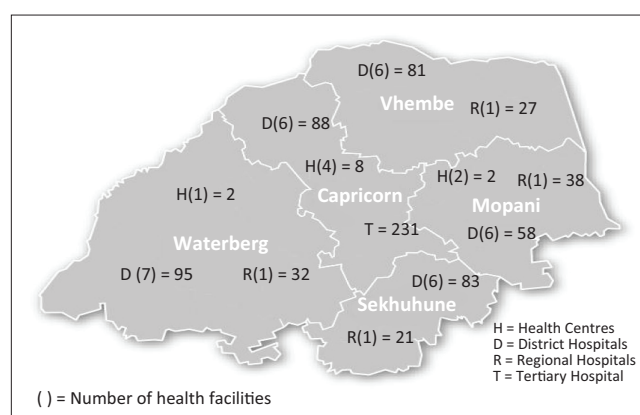 D(6) = 81
Vhembe
R(1) = 27
D(6) = 88
H(4) = 8
Capricorn
T = 231
H(2) = 2
R(1) = 38
Mopani
D(6) = 58
H(1) = 2
Waterberg
D (7) = 95
R(1) = 32
D(6) = 83
Sekhuhune
R(1) = 21
H = Health Centres
D = District Hospitals
R = Regional Hospitals
T = Tertiary Hospital
( ) = Number of health facilities